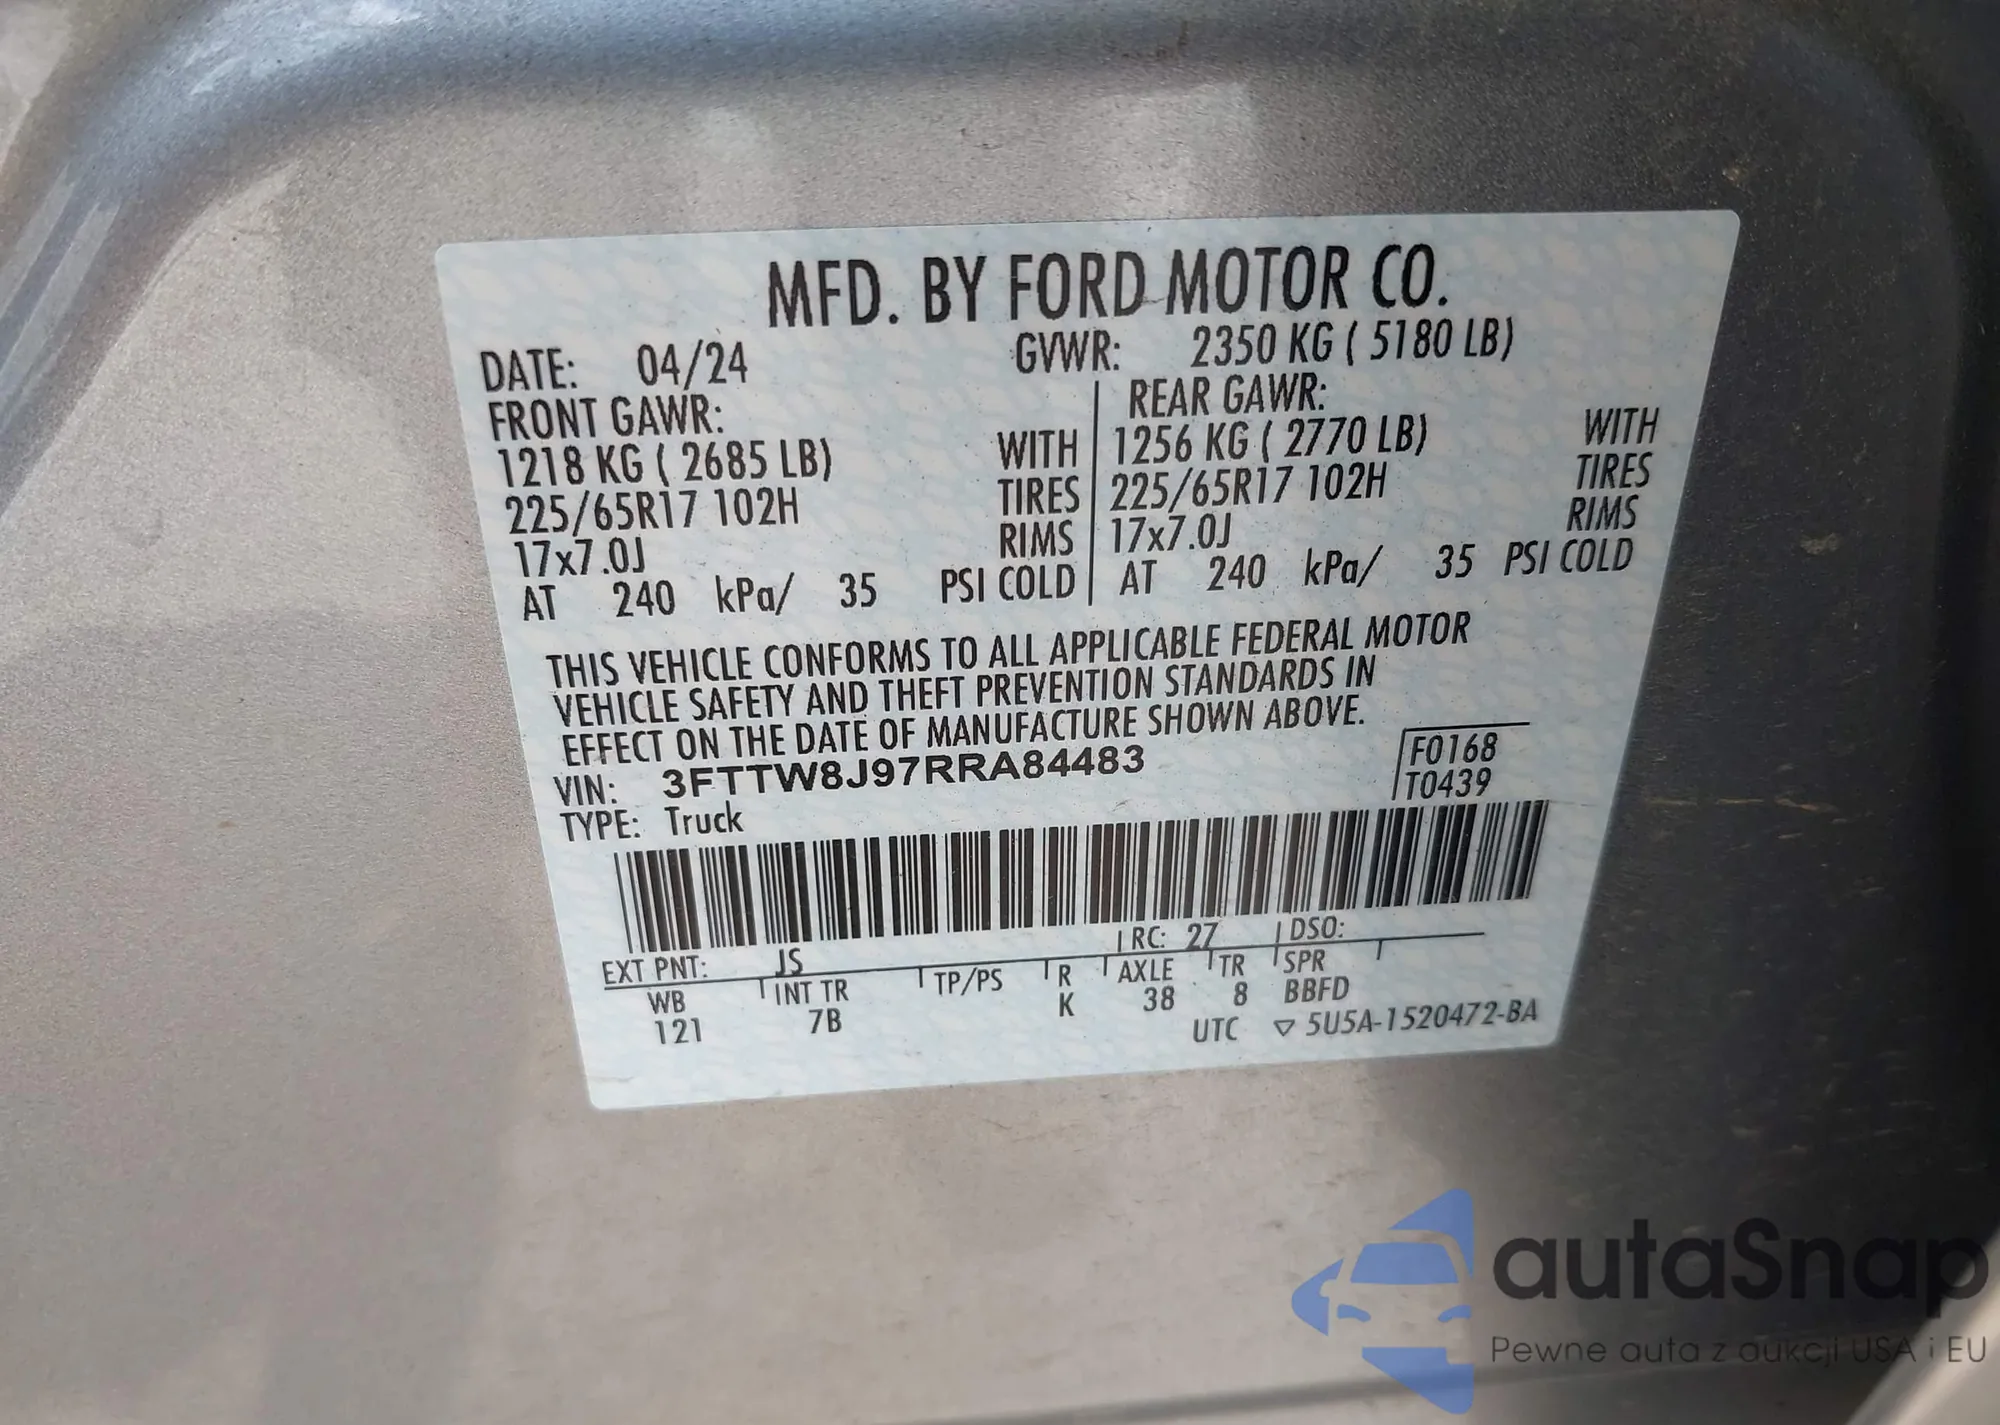 MFD. BY FORD MOTOR CO.
DATE: 04/24 GVWR: 2350 KG ( 5180 LB)
FRONT GAWR: REAR GAWR:
1218 KG ( 2685 LB) WITH 1256 KG ( 2770 LB) WITH
225/65R17 102H TIRES 225/65R17 102H TIRES
17x7.0J RIMS 17x7.0J RIMS
AT 240 kPa/ 35 PSI COLD AT 240 kPa/ 35 PSI COLD
THIS VEHICLE CONFORMS TO ALL APPLICABLE FEDERAL MOTOR
VEHICLE SAFETY AND THEFT PREVENTION STANDARDS IN
EFFECT ON THE DATE OF MANUFACTURE SHOWN ABOVE.
VIN: 3FTTW8J97RRA84483 F0168
TYPE: Truck T0439
EXT PNT: JS RC: 27 DSO:
WB INT TR TP/PS R AXLE TR SPR
121 7B K 38 8 BBFD
UTC ▽ 5U5A-1520472-BA
autaSnap
Pewne auta z aukcji USA i EU